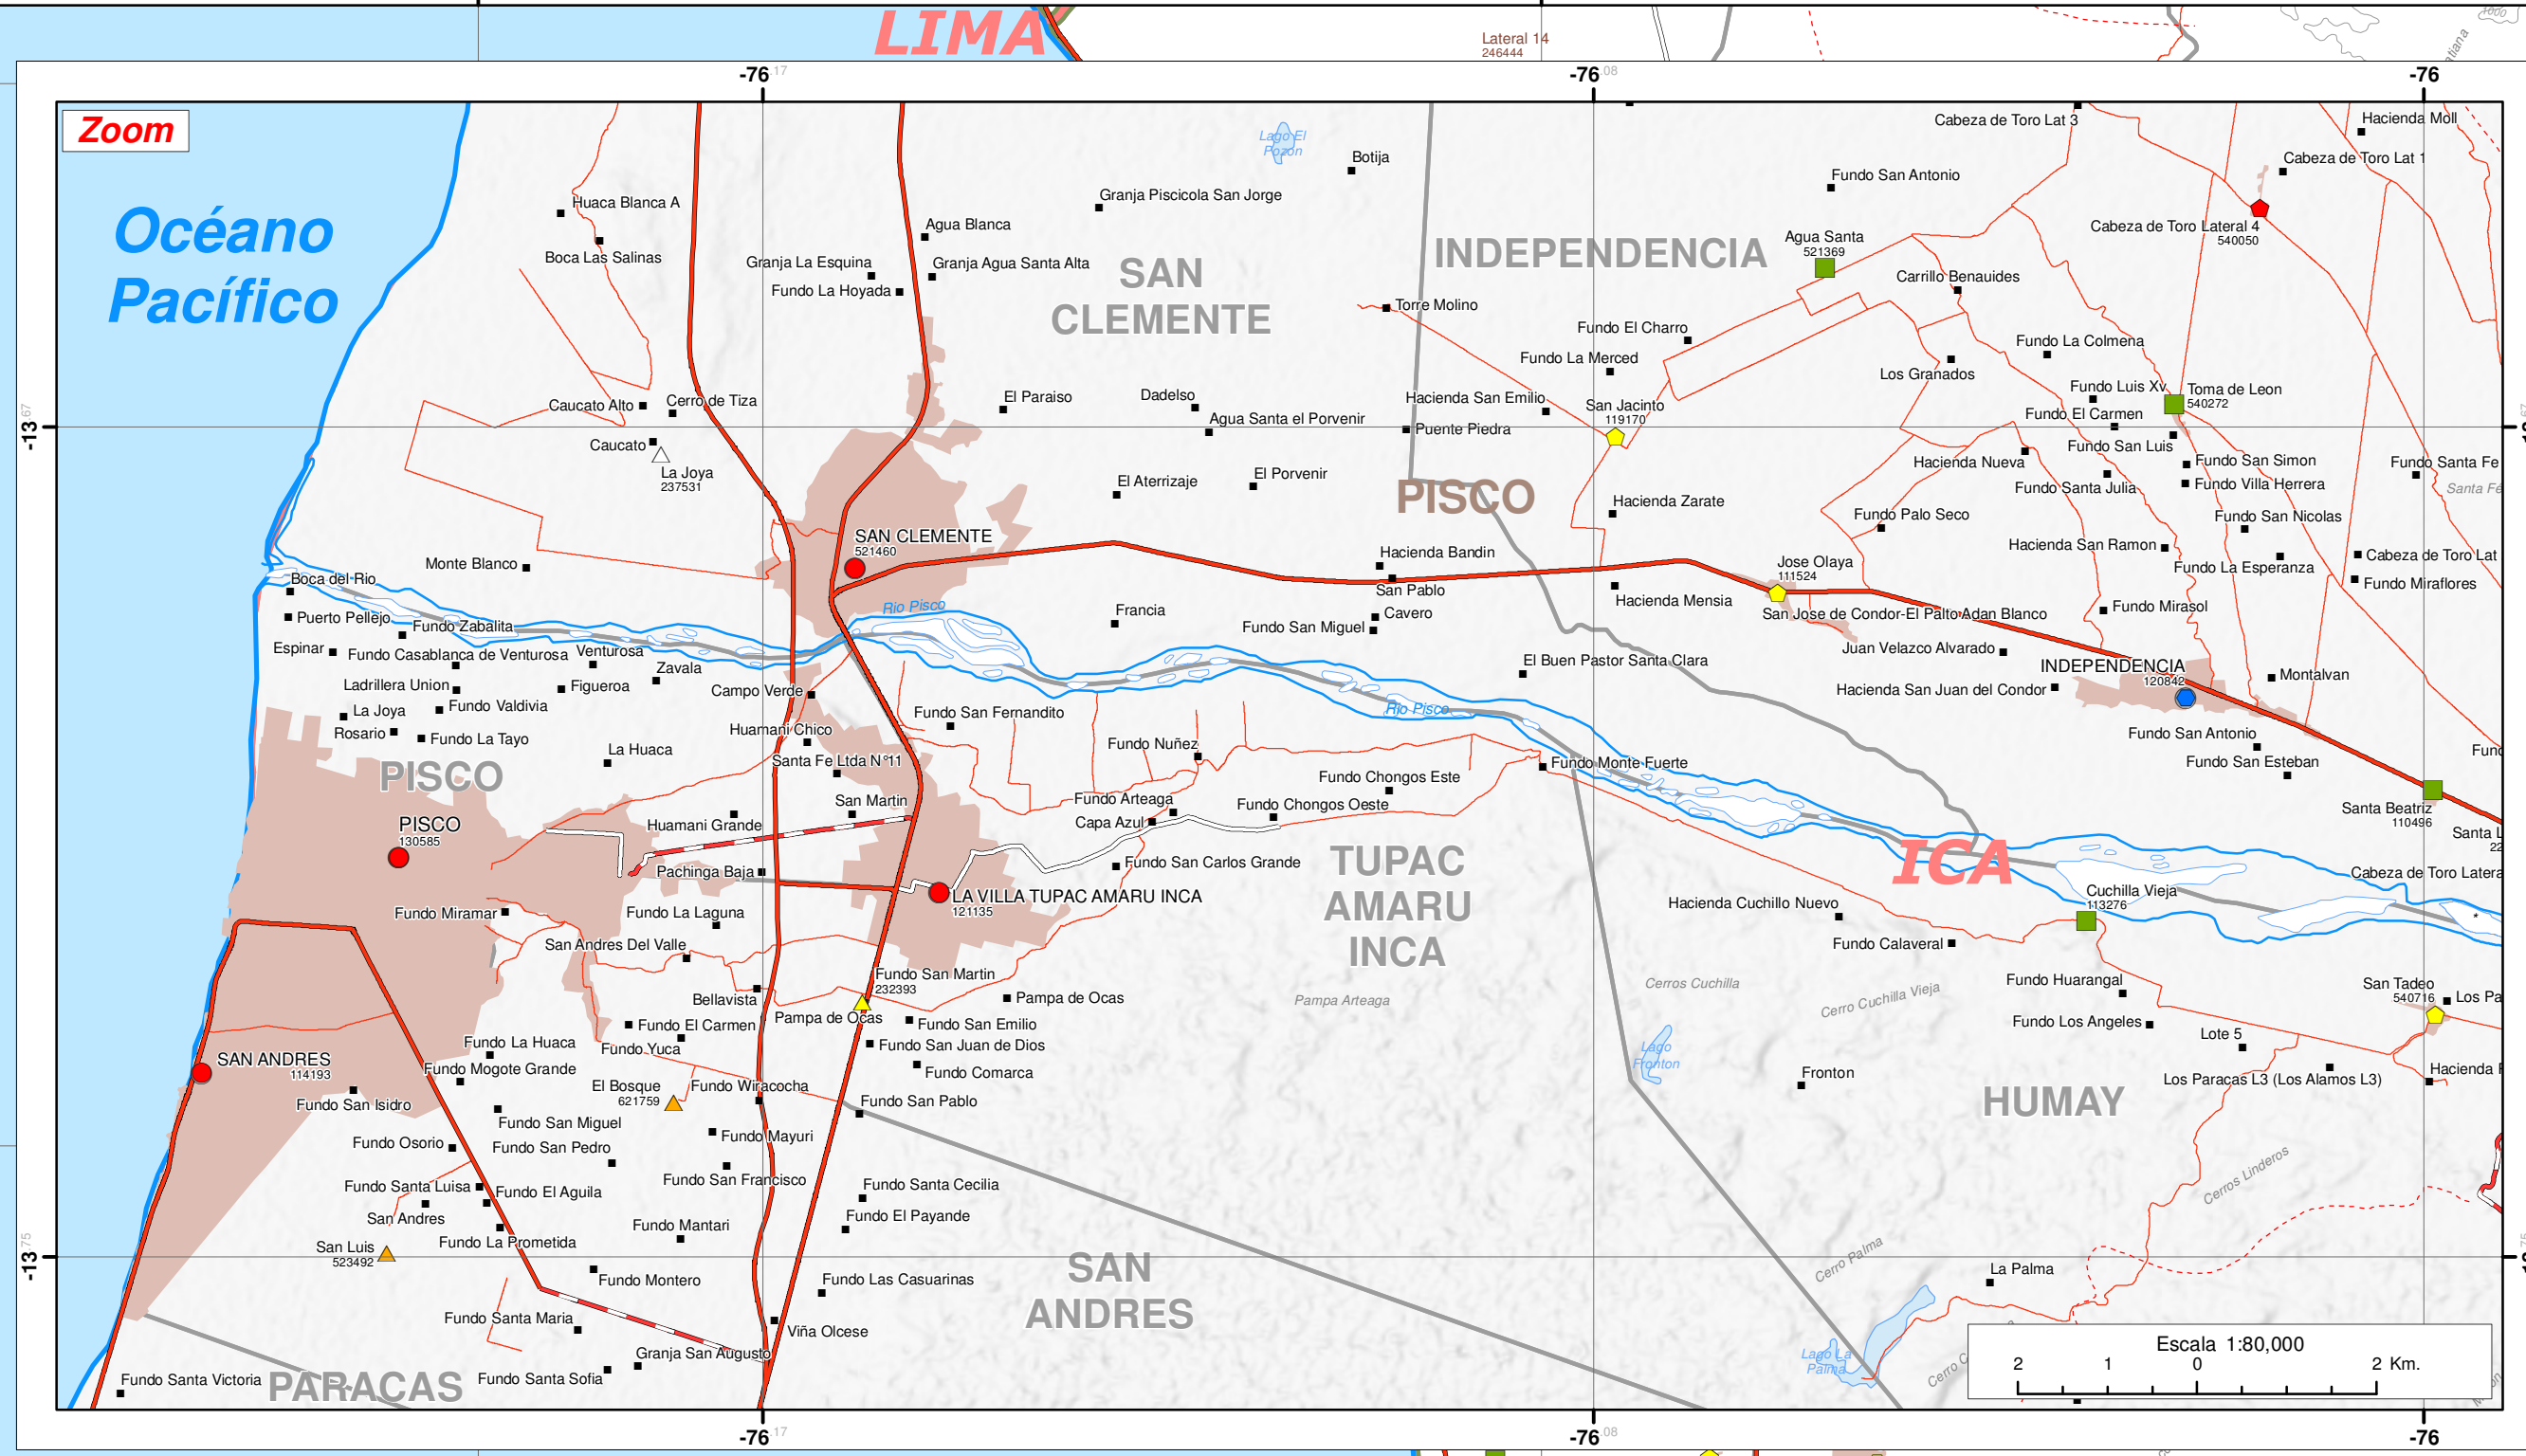 LIMA
Lateral 14
246444
1000
-76.17
-76.08
-76
Zoom
Océano
Pacífico
Lago El
Pozon
Botija
Granja Piscicola San Jorge
Huaca Blanca A
Boca Las Salinas
Agua Blanca
Granja La Esquina
Granja Agua Santa Alta
Fundo La Hoyada
SAN
CLEMENTE
INDEPENDENCIA
Cabeza de Toro Lat 3
Hacienda Moll
Cabeza de Toro Lat 1
Fundo San Antonio
Cabeza de Toro Lateral 4
540050
Agua Santa
521369
Carrillo Benauides
Torre Molino
Fundo El Charro
Fundo La Merced
Fundo La Colmena
Los Granados
Fundo Luis Xv
Toma de Leon
540272
Fundo El Carmen
Fundo San Luis
-13.67
Caucato Alto
Cerro de Tiza
Caucato
La Joya
237531
El Paraiso
Dadelso
Agua Santa el Porvenir
Hacienda San Emilio
Puente Piedra
San Jacinto
119170
El Aterrizaje
El Porvenir
PISCO
Hacienda Nueva
Fundo San Simon
Fundo Santa Julia
Fundo Villa Herrera
Fundo Santa Fe
Santa Fé
Hacienda Zarate
Fundo Palo Seco
Fundo San Nicolas
SAN CLEMENTE
521460
Hacienda Bandin
San Pablo
Jose Olaya
111524
Hacienda San Ramon
Fundo La Esperanza
Cabeza de Toro Lat
Fundo Miraflores
Monte Blanco
Boca del Rio
Puerto Pellejo
Fundo Zabalita
Espinar
Fundo Casablanca de Venturosa
Venturosa
Zavala
Ladrillera Union
Figueroa
Campo Verde
La Joya
Fundo Valdivia
Rosario
Fundo La Tayo
Rio Pisco
Francia
Cavero
Fundo San Miguel
Hacienda Mensia
San Jose de Condor-El Palto Adan Blanco
Fundo Mirasol
Juan Velazco Alvarado
INDEPENDENCIA
120842
Hacienda San Juan del Condor
Montalvan
El Buen Pastor Santa Clara
Rio Pisco
Fundo San Fernandito
Huamani Chico
Fundo Nuñez
Santa Fe Ltda N°11
La Huaca
PISCO
Fundo Monte Fuerte
Fundo Chongos Este
Fundo San Antonio
Fundo San Esteban
Santa Beatriz
110496
PISCO
130585
San Martin
Huamani Grande
Fundo Arteaga
Capa Azul
Fundo Chongos Oeste
Pachinga Baja
Fundo San Carlos Grande
TUPAC
AMARU
INCA
ICA
LA VILLA TUPAC AMARU INCA
121135
Fundo Miramar
Fundo La Laguna
San Andres Del Valle
Hacienda Cuchillo Nuevo
Fundo Calaveral
Cuchilla Vieja
113276
Cabeza de Toro Latera
Fundo San Martin
232393
Bellavista
Pampa de Ocas
Pampa de Ocas
Pampa Arteaga
Cerros Cuchilla
Cerro Cuchilla Vieja
Fundo Huarangal
San Tadeo
540716
Los Pa
Fundo El Carmen
Fundo San Emilio
Fundo Los Angeles
Lote 5
Fundo La Huaca
Fundo Yuca
Fundo San Juan de Dios
Lago
Fronton
SAN ANDRES
114193
Fundo Mogote Grande
Fundo Comarca
Fronton
Los Paracas L3 (Los Alamos L3)
El Bosque
621759
Fundo Wiracocha
Fundo San Isidro
Fundo San Pablo
HUMAY
Fundo San Miguel
Fundo Osorio
Fundo San Pedro
Fundo Mayuri
Fundo San Francisco
Fundo Santa Cecilia
Cerros Linderos
Fundo Santa Luisa
Fundo El Aguila
San Andres
Fundo Mantari
Fundo El Payande
Fundo La Prometida
San Luis
523492
-13.75
SAN
ANDRES
Cerro Palma
La Palma
Fundo Montero
Fundo Las Casuarinas
Fundo Santa Maria
Viña Olcese
Granja San Augusto
Fundo Santa Sofia
Lago La
Palma
Fundo Santa Victoria
PARACAS
Escala 1:80,000
2 1 0 2 Km.
-76.17
-76.08
-76